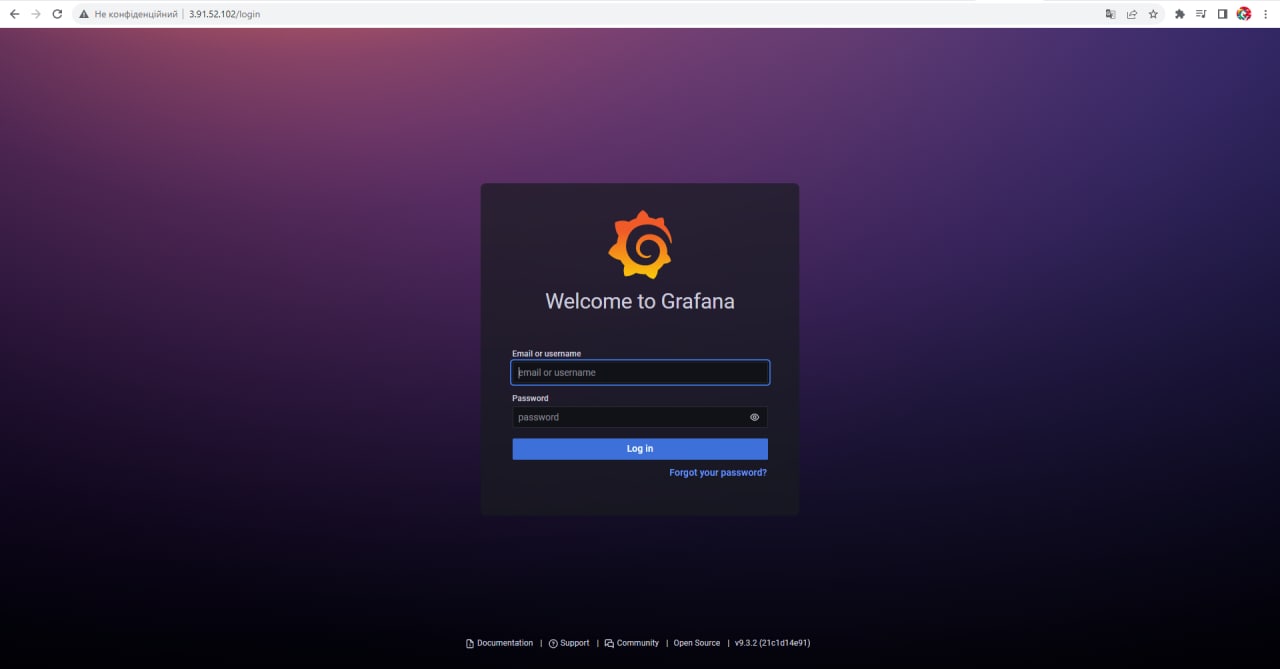 Не конфіденційний | 3.91.52.102/login
Welcome to Grafana
Email or username
email or username
Password
password
Log in
Forgot your password?
Documentation | Support | Community | Open Source | v9.3.2 (21c1d14e91)